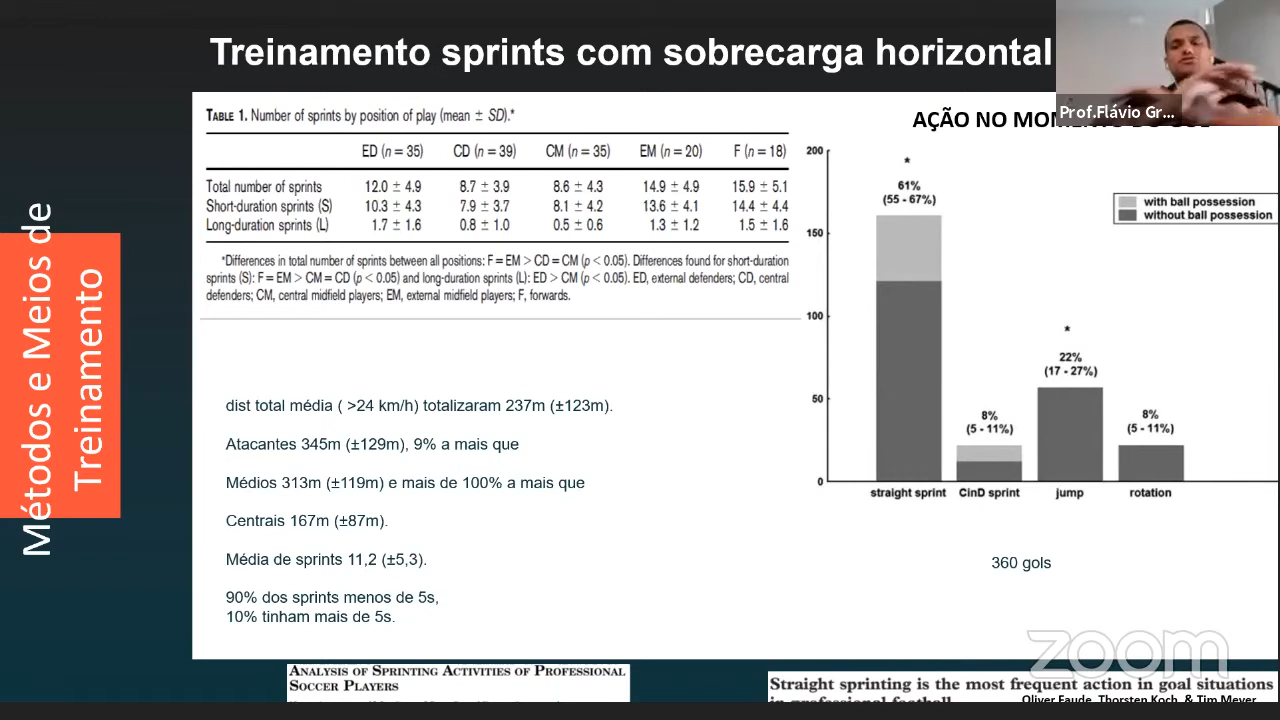 Treinamento sprints com sobrecarga horizontal
Prof.Flávio Gr...
Métodos e Meios de
Treinamento
TABLE 1. Number of sprints by position of play (mean ± SD).*
ED (n = 35) CD (n = 39) CM (n = 35) EM (n = 20) F (n = 18)
Total number of sprints 12.0 ± 4.9 8.7 ± 3.9 8.6 ± 4.3 14.9 ± 4.9 15.9 ± 5.1
Short-duration sprints (S) 10.3 ± 4.3 7.9 ± 3.7 8.1 ± 4.2 13.6 ± 4.1 14.4 ± 4.4
Long-duration sprints (L) 1.7 ± 1.6 0.8 ± 1.0 0.5 ± 0.6 1.3 ± 1.2 1.5 ± 1.6
*Differences in total number of sprints between all positions: F = EM > CD = CM (p < 0.05). Differences found for short-duration
sprints (S): F = EM > CM = CD (p < 0.05) and long-duration sprints (L): ED > CM (p < 0.05). ED, external defenders; CD, central
defenders; CM, central midfield players; EM, external midfield players; F, forwards.
dist total média ( >24 km/h) totalizaram 237m (±123m).
Atacantes 345m (±129m), 9% a mais que
Médios 313m (±119m) e mais de 100% a mais que
Centrais 167m (±87m).
Média de sprints 11,2 (±5,3).
90% dos sprints menos de 5s,
10% tinham mais de 5s.
AÇÃO NO
200
150
100
50
0
*
61%
(55 - 67%)
8%
(5 - 11%)
*
22%
(17 - 27%)
8%
(5 - 11%)
with ball possession
without ball possession
straight sprint CinD sprint jump rotation
360 gols
zoom
ANALYSIS OF SPRINTING ACTIVITIES OF PROFESSIONAL
SOCCER PLAYERS
Straight sprinting is the most frequent action in goal situations
in professional football
Oliver Faude, Thorsten Koch, & Tim Meyer